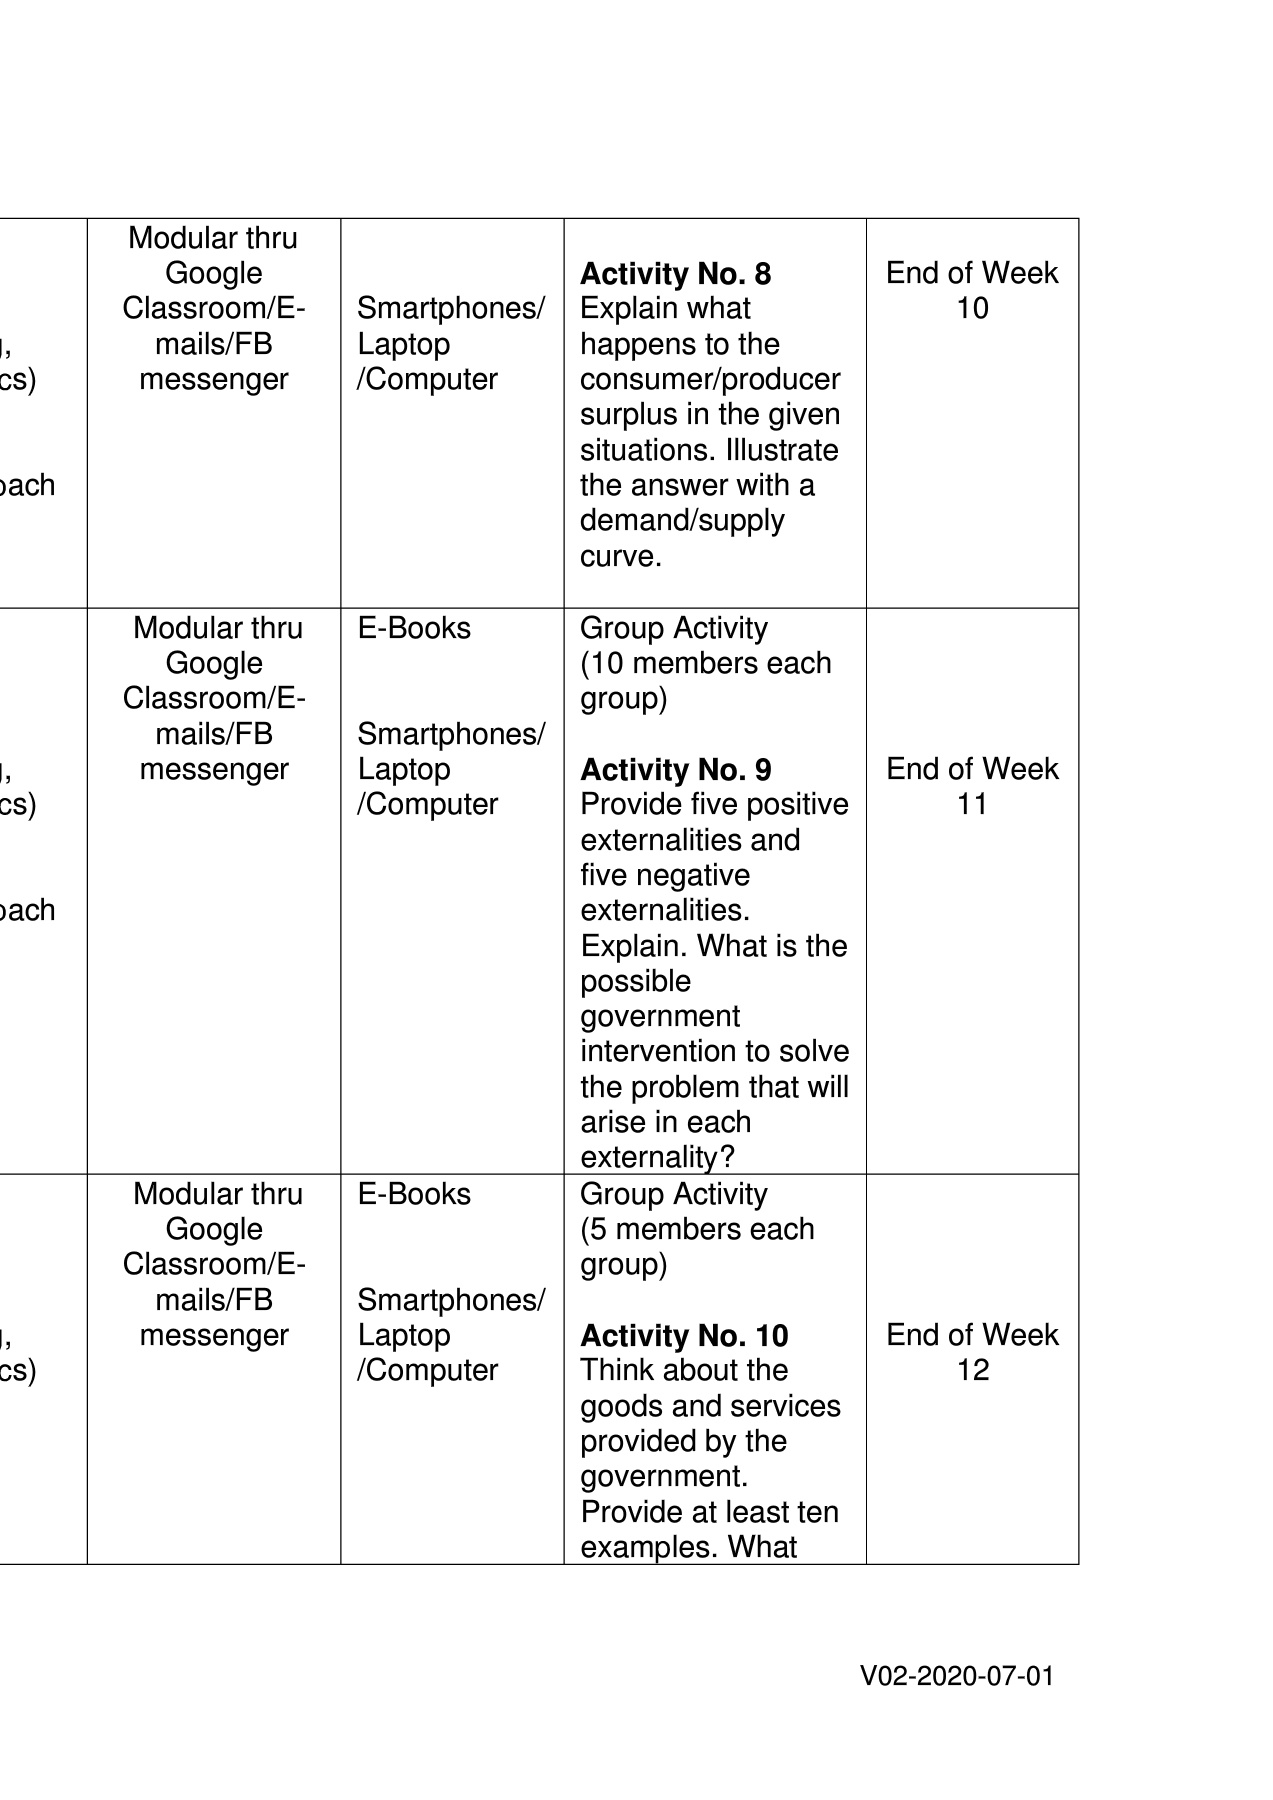 Modular thru
Google
Classroom/E-
mails/FB
messenger
Smartphones/
Laptop
/Computer
Activity No. 8
Explain what
happens to the
consumer/producer
surplus in the given
situations. Illustrate
the answer with a
demand/supply
curve.
End of Week
10
cs)
oach
Modular thru
Google
Classroom/E-
mails/FB
messenger
E-Books
Smartphones/
Laptop
/Computer
Group Activity
(10 members each
group)
Activity No. 9
Provide five positive
externalities and
five negative
externalities.
Explain. What is the
possible
government
intervention to solve
the problem that will
arise in each
externality?
End of Week
11
cs)
oach
Modular thru
Google
Classroom/E-
mails/FB
messenger
E-Books
Smartphones/
Laptop
/Computer
Group Activity
(5 members each
group)
Activity No. 10
Think about the
goods and services
provided by the
government.
Provide at least ten
examples. What
End of Week
12
cs)
V02-2020-07-01